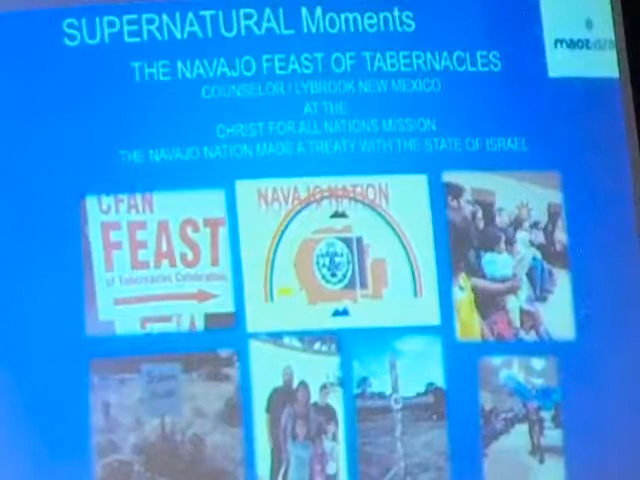 SUPERNATURAL Moments
THE NAVAJO FEAST OF TABERNACLES
COUNSELOR / LYBROOK NEW MEXICO
AT THE
CHRIST FOR ALL NATIONS MISSION
THE NAVAJO NATION MADE A TREATY WITH THE STATE OF ISRAEL
CFAN
FEAST
of Tabernacles Celebration
NAVAJO NATION